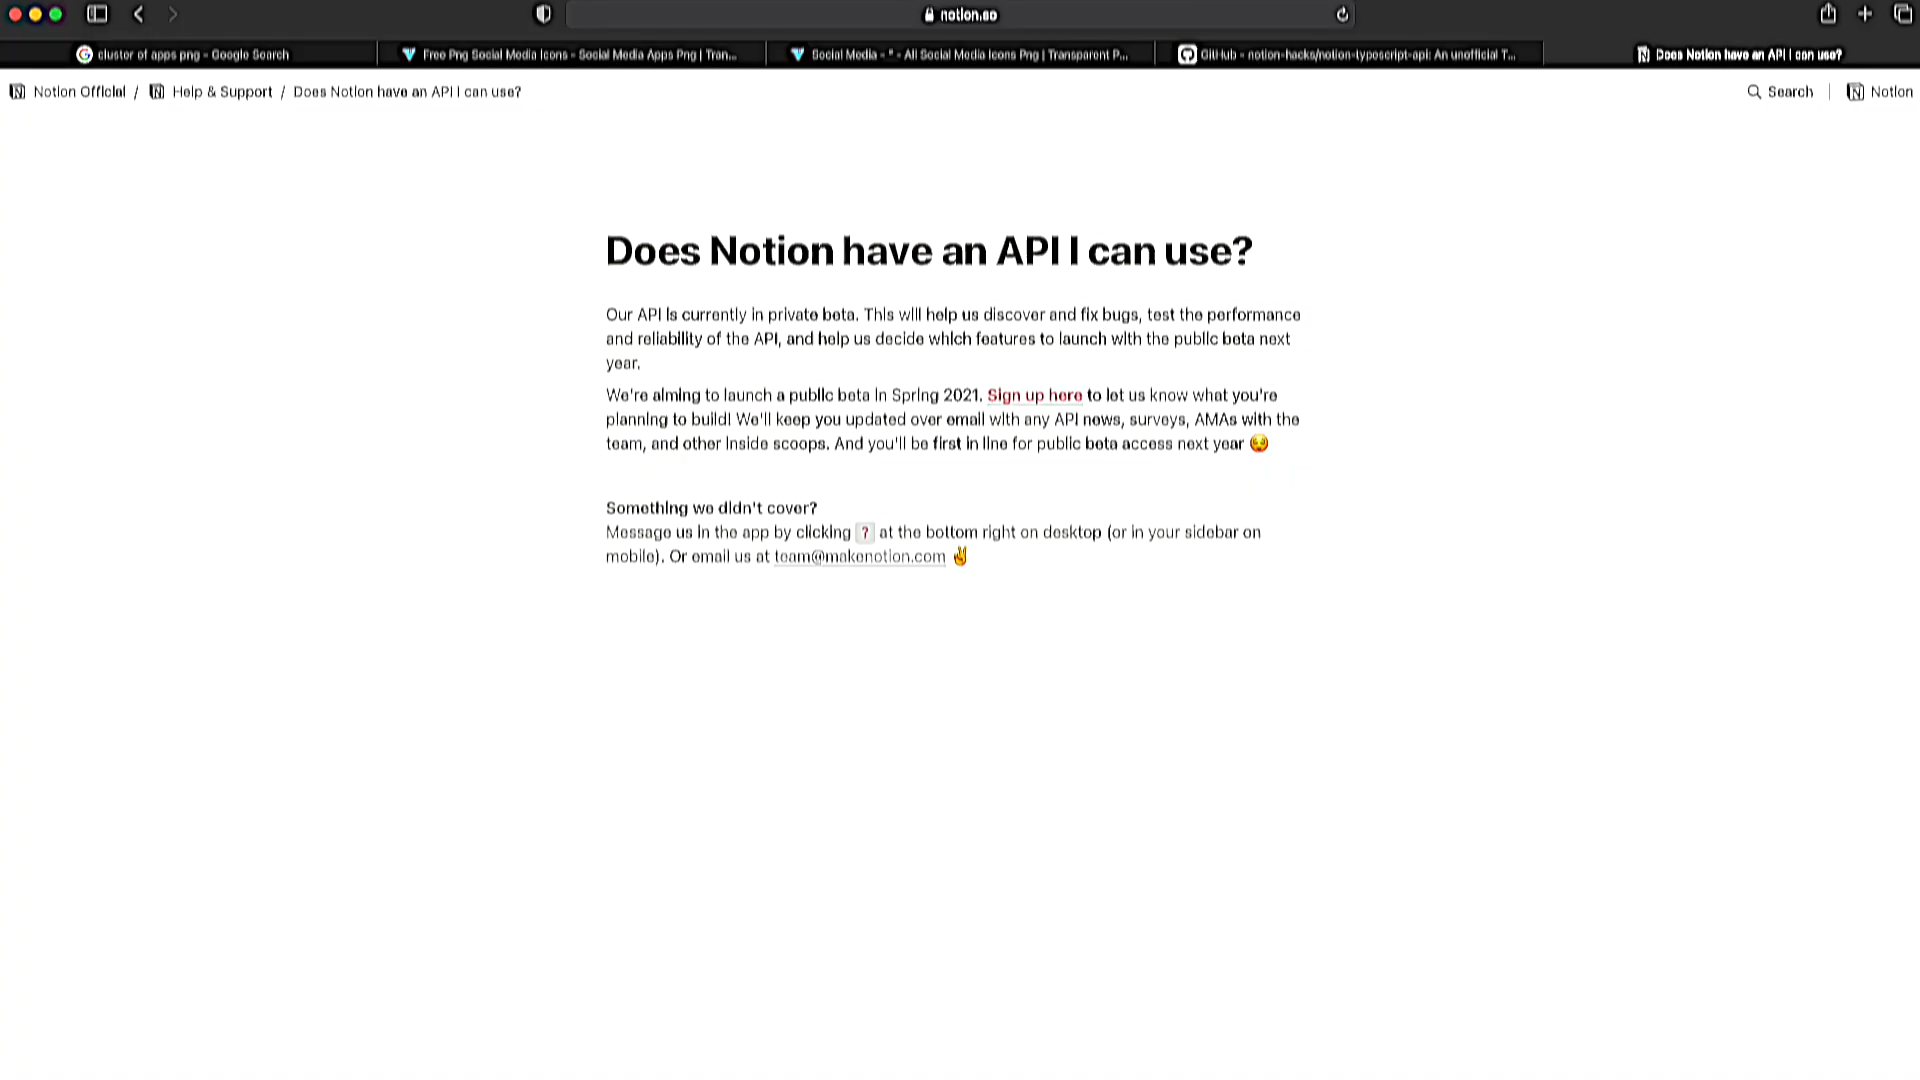 notion.so
cluster of apps png - Google Search
Free Png Social Media Icons - Social Media Apps Png | Tran...
Social Media - " - All Social Media Icons Png | Transparent P...
GitHub - notion-hacks/notion-typescript-api: An unofficial T...
Does Notion have an API I can use?
Notion Official / Help & Support / Does Notion have an API I can use?
Search
Notion
Does Notion have an API I can use?
Our API is currently in private beta. This will help us discover and fix bugs, test the performance
and reliability of the API, and help us decide which features to launch with the public beta next
year.
We're aiming to launch a public beta in Spring 2021. Sign up here to let us know what you're
planning to build! We'll keep you updated over email with any API news, surveys, AMAs with the
team, and other inside scoops. And you'll be first in line for public beta access next year 😌
Something we didn't cover?
Message us in the app by clicking ? at the bottom right on desktop (or in your sidebar on
mobile). Or email us at team@makenotion.com ✌